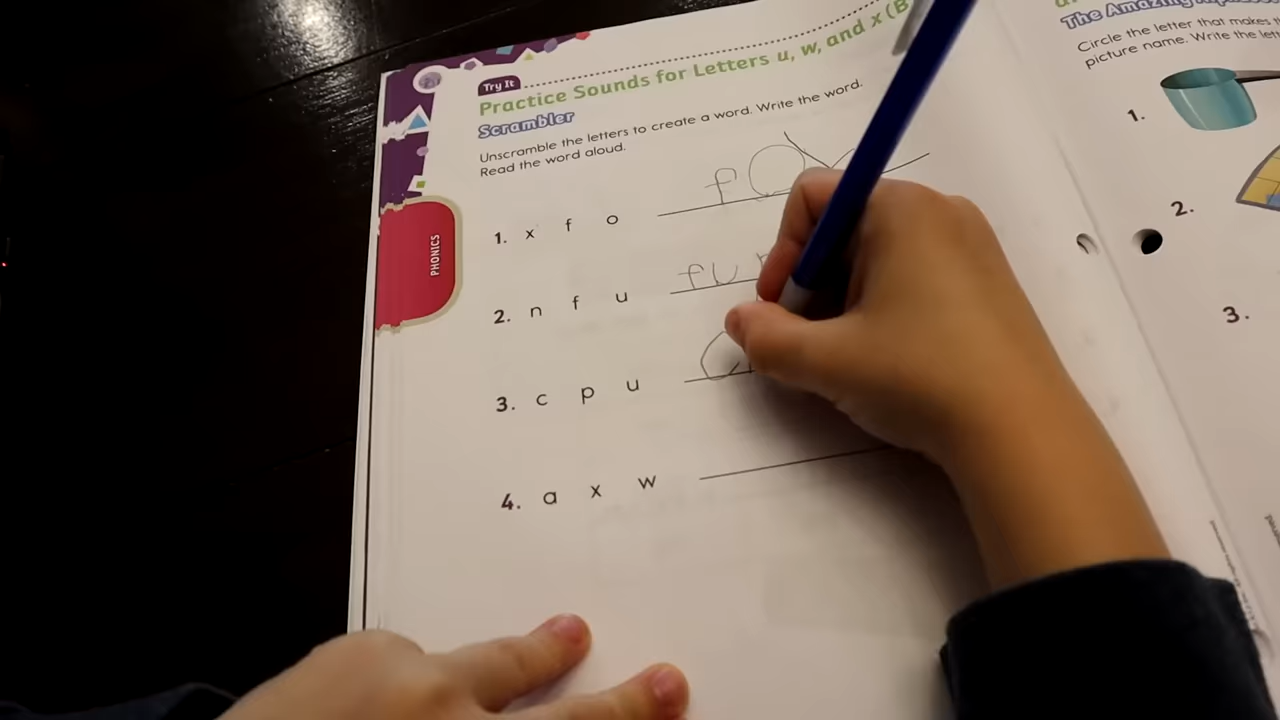 Try It
Practice Sounds for Letters u, w, and x (B
Scrambler
Unscramble the letters to create a word. Write the word.
Read the word aloud.
1. x f o fox
2. n f u fun
3. c p u c
4. a x w
PHONICS
The Amazing
Circle the letter that makes
picture name. Write the
1.
2.
3.